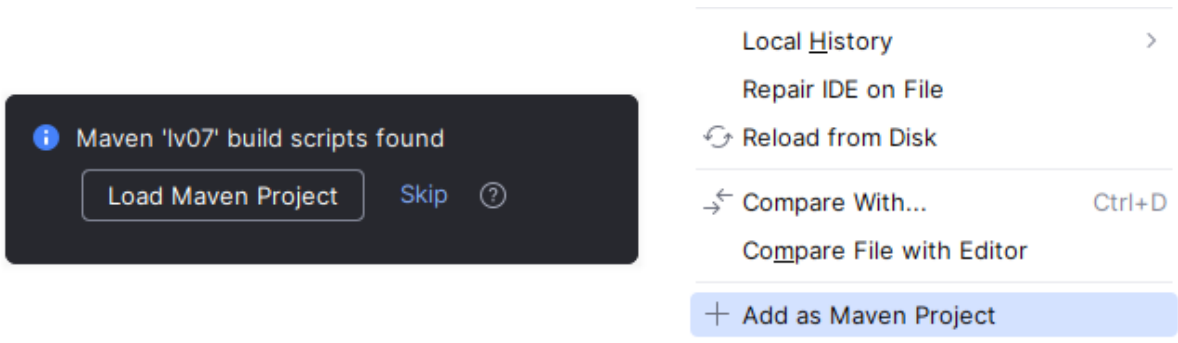 Maven 'lv07' build scripts found
Load Maven Project
Skip
Local History
Repair IDE on File
Reload from Disk
Compare With... Ctrl+D
Compare File with Editor
Add as Maven Project